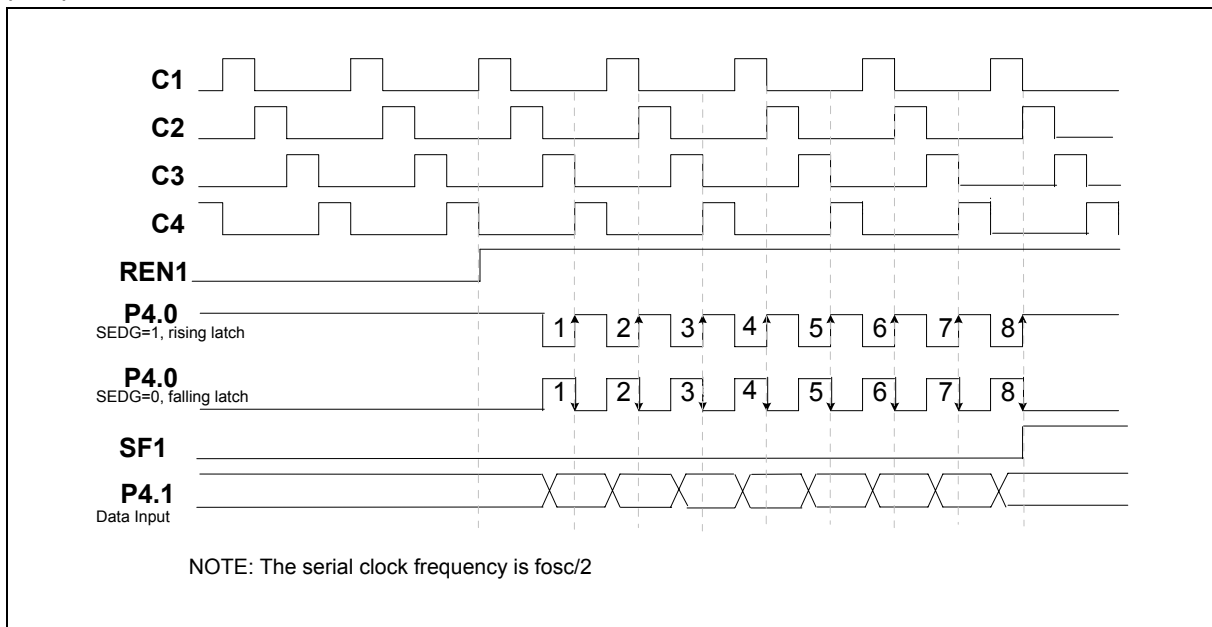 C1
C2
C3
C4
REN1
P4.0
SEDG=1, rising latch
1 2 3 4 5 6 7 8
P4.0
SEDG=0, falling latch
1 2 3 4 5 6 7 8
SF1
P4.1
Data Input
NOTE: The serial clock frequency is fosc/2